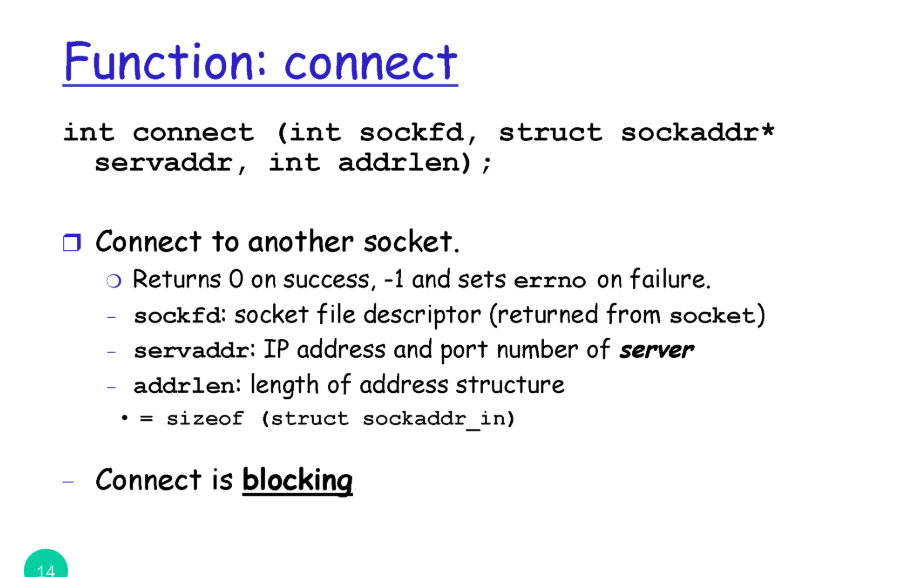 Function: connect
int connect (int sockfd, struct sockaddr*
servaddr, int addrlen);
Connect to another socket.
Returns 0 on success, -1 and sets errno on failure.
- sockfd: socket file descriptor (returned from socket)
- servaddr: IP address and port number of server
- addrlen: length of address structure
• = sizeof (struct sockaddr_in)
- Connect is blocking
14